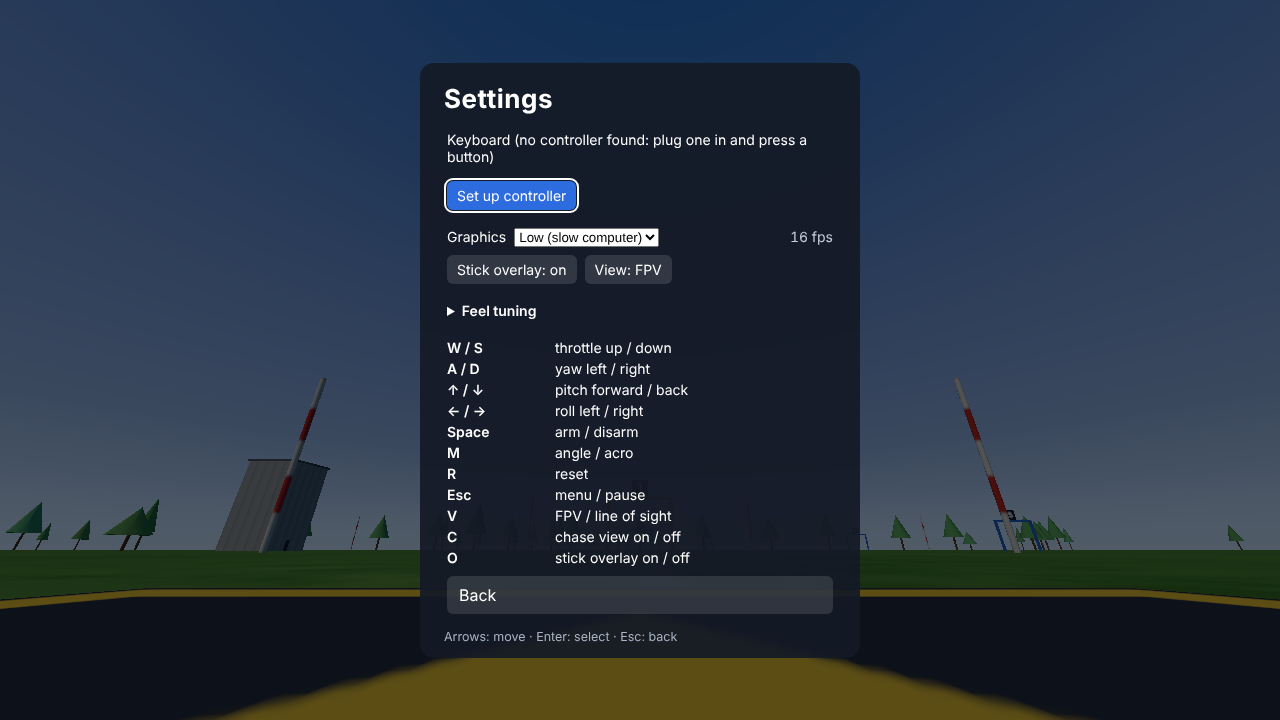 Settings
Keyboard (no controller found: plug one in and press a
button)
Set up controller
Graphics Low (slow computer) 16 fps
Stick overlay: on View: FPV
Feel tuning
W / S throttle up / down
A / D yaw left / right
↑ / ↓ pitch forward / back
← / → roll left / right
Space arm / disarm
M angle / acro
R reset
Esc menu / pause
V FPV / line of sight
C chase view on / off
O stick overlay on / off
Back
Arrows: move · Enter: select · Esc: back